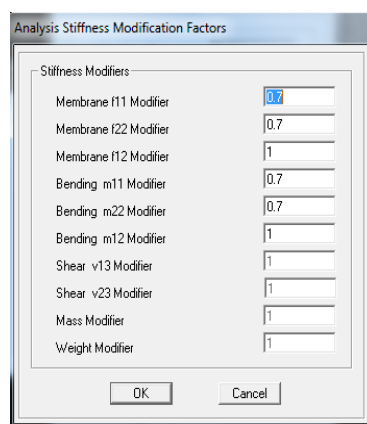 Analysis Stiffness Modification Factors
Stiffness Modifiers
Membrane f11 Modifier 0.7
Membrane f22 Modifier 0.7
Membrane f12 Modifier 1
Bending m11 Modifier 0.7
Bending m22 Modifier 0.7
Bending m12 Modifier 1
Shear v13 Modifier 1
Shear v23 Modifier 1
Mass Modifier 1
Weight Modifier 1
OK Cancel